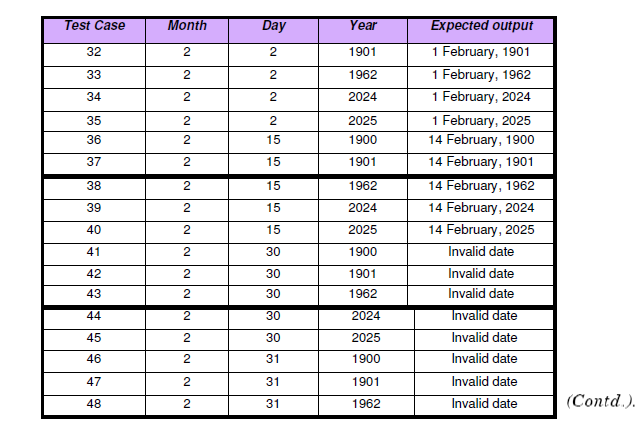 Test Case Month Day Year Expected output
32 2 2 1901 1 February, 1901
33 2 2 1962 1 February, 1962
34 2 2 2024 1 February, 2024
35 2 2 2025 1 February, 2025
36 2 15 1900 14 February, 1900
37 2 15 1901 14 February, 1901
38 2 15 1962 14 February, 1962
39 2 15 2024 14 February, 2024
40 2 15 2025 14 February, 2025
41 2 30 1900 Invalid date
42 2 30 1901 Invalid date
43 2 30 1962 Invalid date
44 2 30 2024 Invalid date
45 2 30 2025 Invalid date
46 2 31 1900 Invalid date
47 2 31 1901 Invalid date
48 2 31 1962 Invalid date
(Contd.).